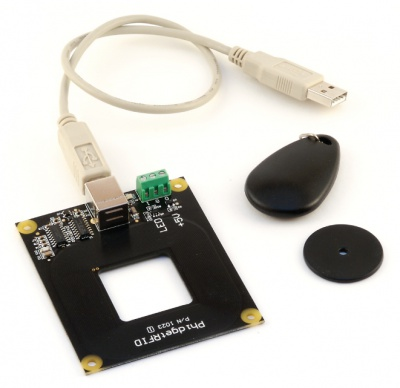 +5V
LED
PhidgetRFID
P/N 1023